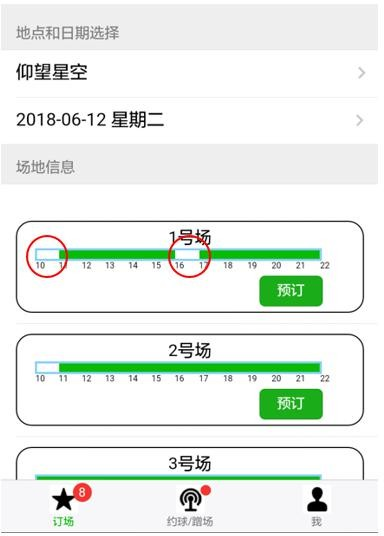 地点和日期选择
仰望星空
2018-06-12 星期二
场地信息
1号场
10 11 12 13 14 15 16 17 18 19 20 21 22
预订
2号场
10 11 12 13 14 15 16 17 18 19 20 21 22
预订
3号场
8
订场 约球/蹭场 我